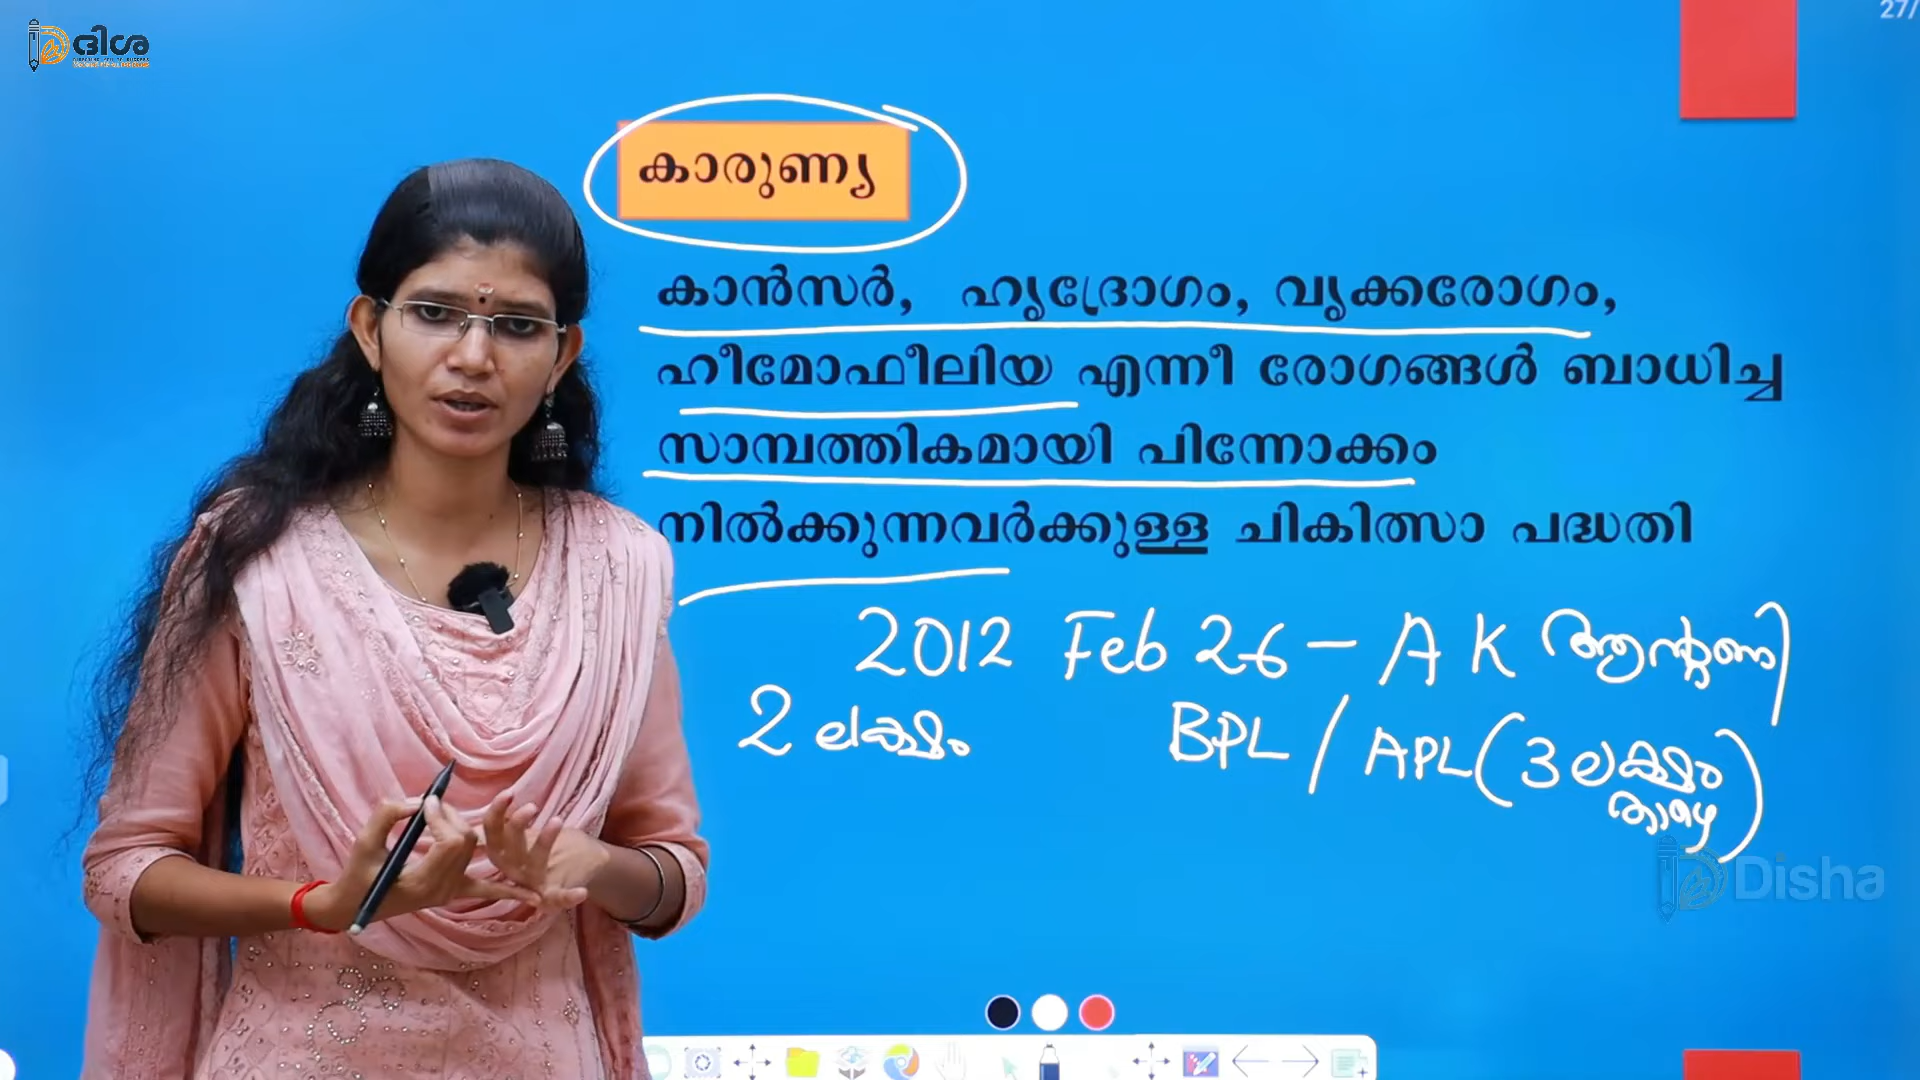 ദിശ
27/
കാരുണ്യ
കാൻസർ, ഹൃദ്രോഗം, വൃക്കരോഗം,
ഹീമോഫീലിയ എന്നീ രോഗങ്ങൾ ബാധിച്ച
സാമ്പത്തികമായി പിന്നോക്കം
നിൽക്കുന്നവർക്കുള്ള ചികിത്സാ പദ്ധതി
2012 Feb 26 - A K ആന്റണി
2 ലക്ഷം BPL / APL (3 ലക്ഷം
താഴെ)
Disha